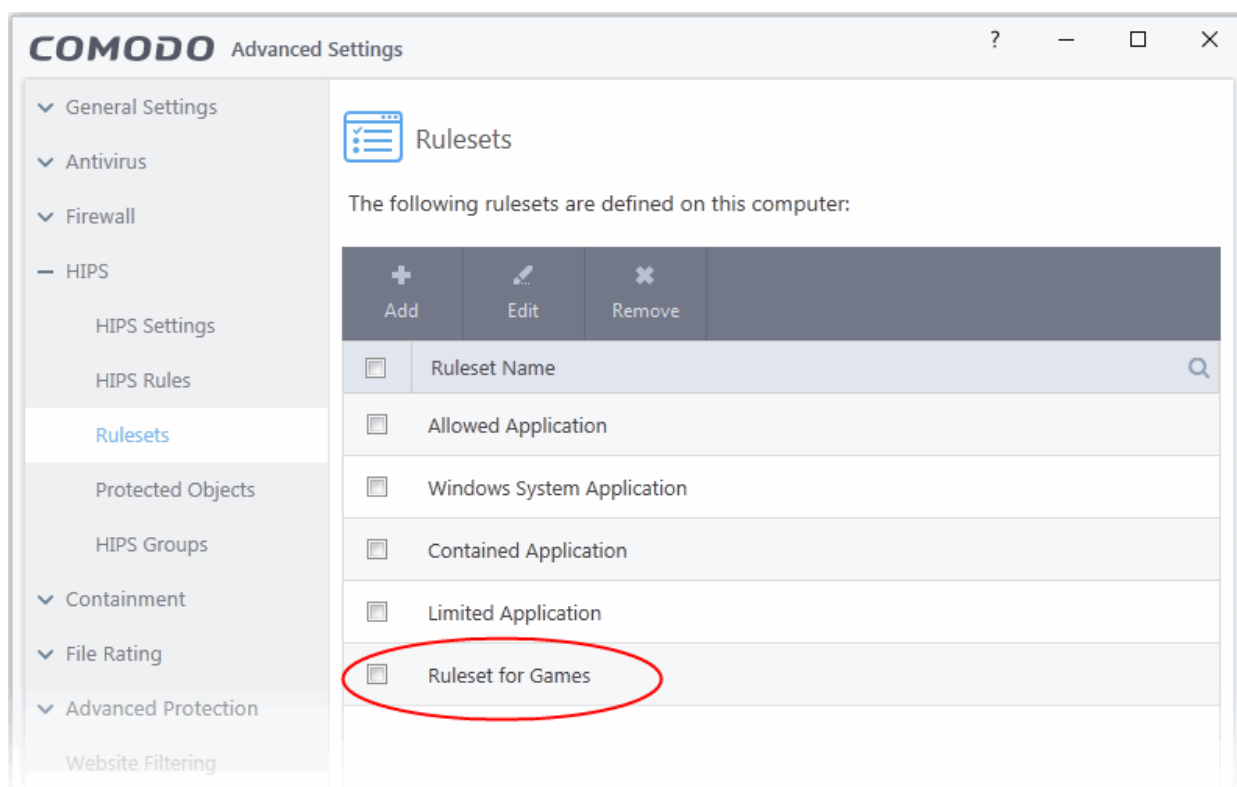 COMODO Advanced Settings ?
General Settings
Antivirus
Firewall
HIPS
HIPS Settings
HIPS Rules
Rulesets
Protected Objects
HIPS Groups
Containment
File Rating
Advanced Protection
Website Filtering
Rulesets
The following rulesets are defined on this computer:
Add Edit Remove
Ruleset Name
Allowed Application
Windows System Application
Contained Application
Limited Application
Ruleset for Games